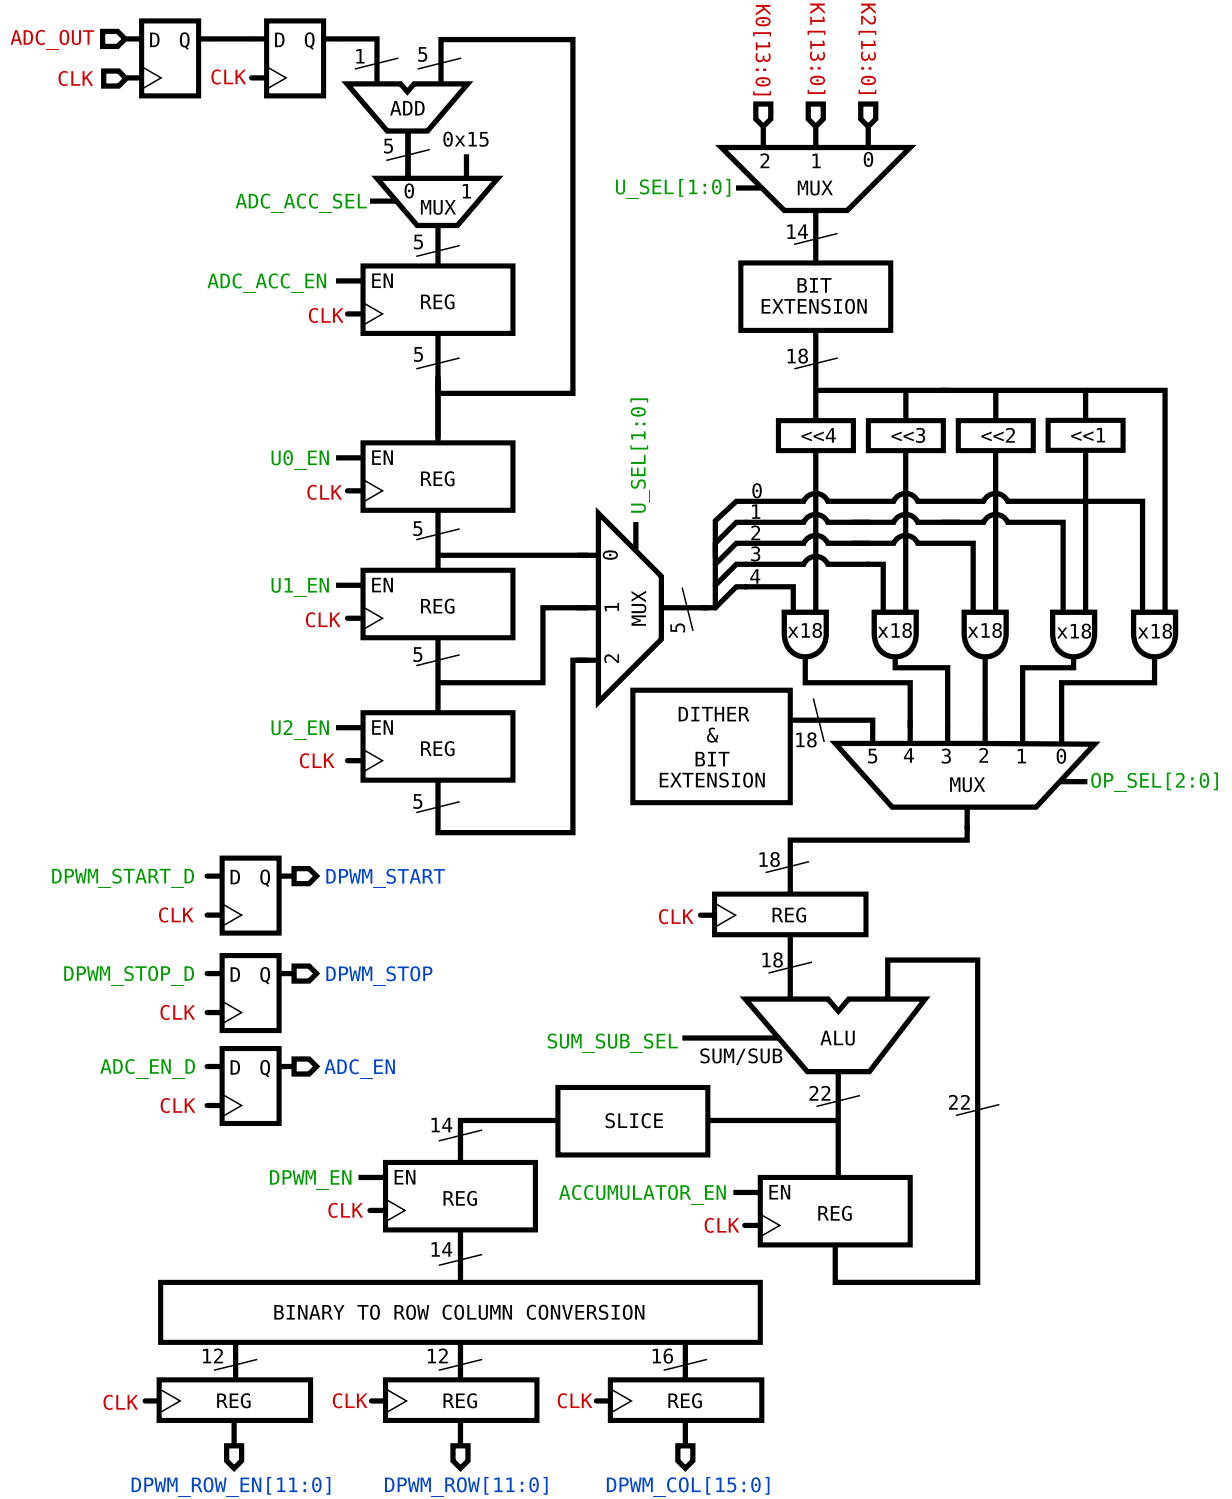 ADC_OUT
D Q
CLK
D Q
CLK
1
5
ADD
5
0x15
0 1
MUX
ADC_ACC_SEL
5
ADC_ACC_EN
EN
REG
CLK
5
U0_EN
EN
REG
CLK
5
U1_EN
EN
REG
CLK
5
U2_EN
EN
REG
CLK
5
U_SEL[1:0]
0
1
2
MUX
5
K0[13:0]
K1[13:0]
K2[13:0]
2 1 0
MUX
U_SEL[1:0]
14
BIT
EXTENSION
18
<<4
<<3
<<2
<<1
0
1
2
3
4
x18
x18
x18
x18
x18
DITHER
&
BIT
EXTENSION
18
5 4 3 2 1 0
MUX
OP_SEL[2:0]
18
CLK
REG
18
SUM_SUB_SEL
SUM/SUB
ALU
22
22
SLICE
14
ACCUMULATOR_EN
EN
REG
CLK
DPWM_START_D
D Q
DPWM_START
CLK
DPWM_STOP_D
D Q
DPWM_STOP
CLK
ADC_EN_D
D Q
ADC_EN
CLK
DPWM_EN
EN
REG
CLK
14
BINARY TO ROW COLUMN CONVERSION
12
12
16
CLK
REG
CLK
REG
CLK
REG
DPWM_ROW_EN[11:0]
DPWM_ROW[11:0]
DPWM_COL[15:0]